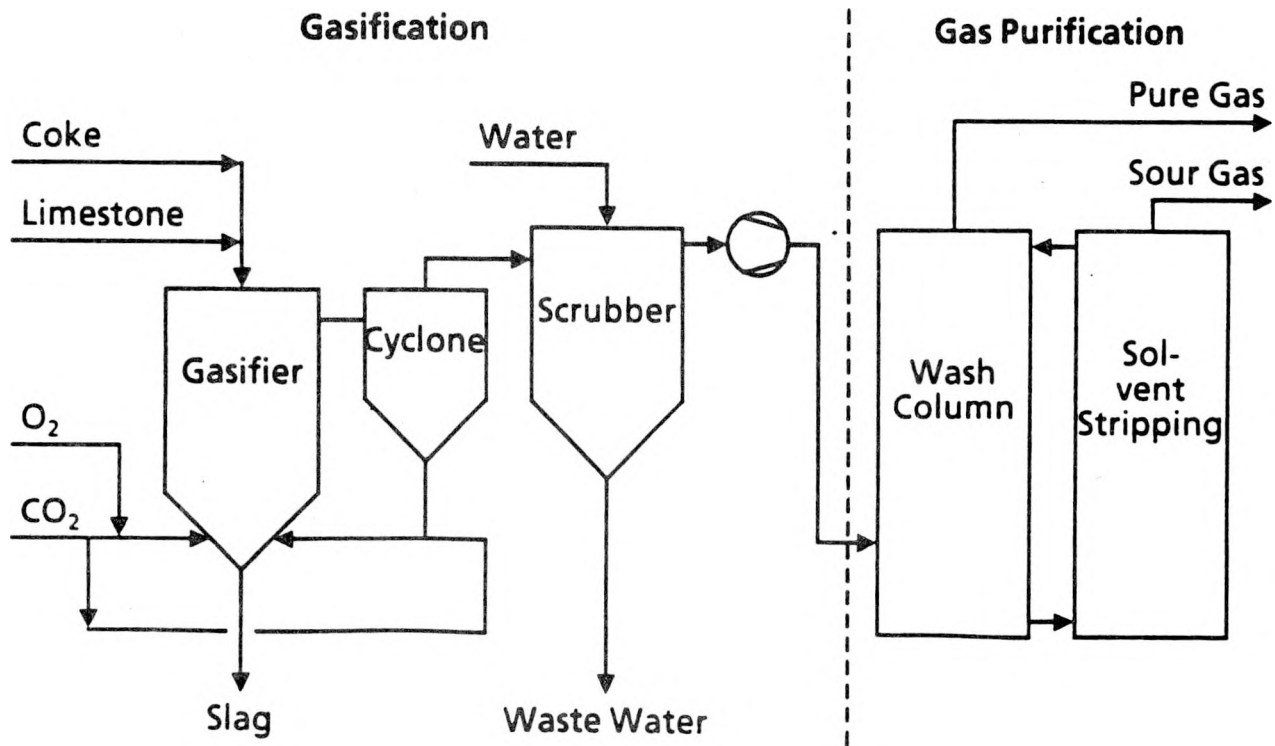 Gasification
Gas Purification
Pure Gas
Coke
Water
Sour Gas
Limestone
Gasifier
Cyclone
Scrubber
Wash
Column
Sol-
vent
Stripping
O₂
CO₂
Slag
Waste Water